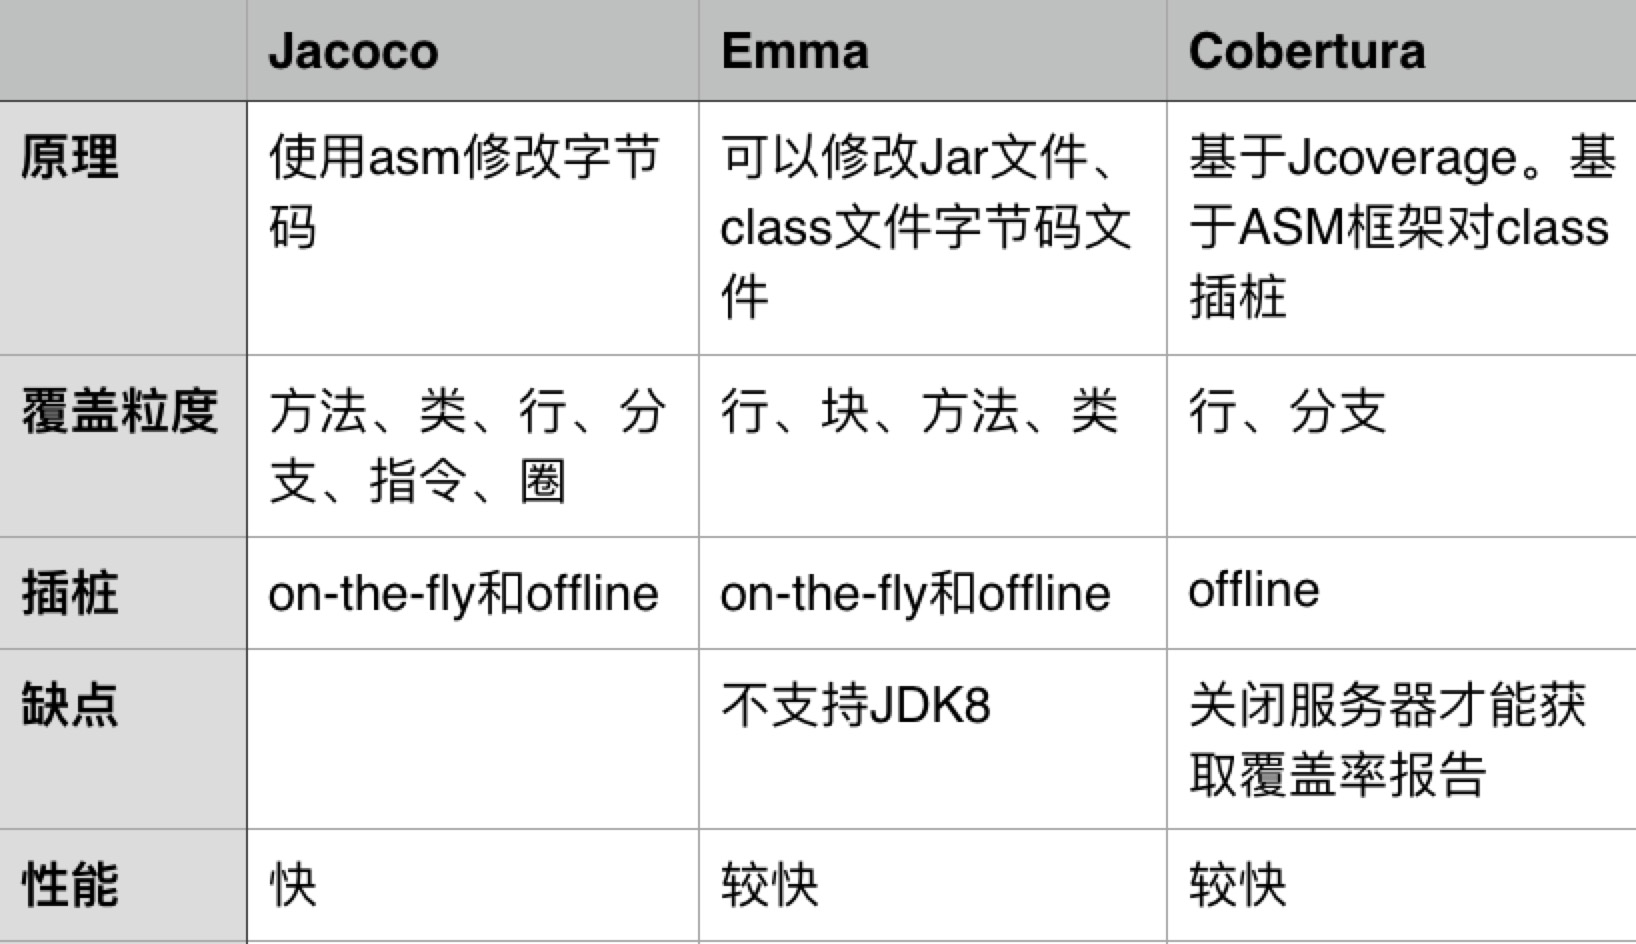 Jacoco Emma Cobertura
原理
使用asm修改字节
码
可以修改Jar文件、
class文件字节码文
件
基于Jcoverage。基
于ASM框架对class
插桩
覆盖粒度
方法、类、行、分
支、指令、圈
行、块、方法、类
行、分支
插桩
on-the-fly和offline
on-the-fly和offline
offline
缺点
不支持JDK8
关闭服务器才能获
取覆盖率报告
性能
快
较快
较快